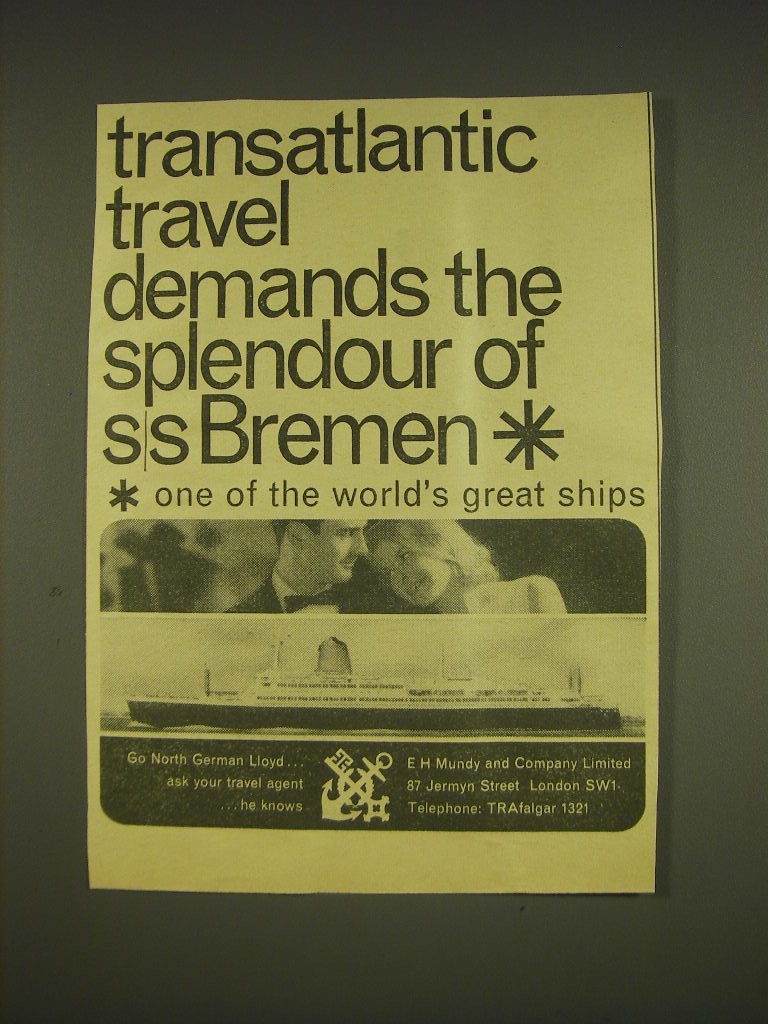 transatlantic
travel
demands the
splendour of
s/s Bremen *
* one of the world's great ships
Go North German Lloyd...
ask your travel agent
...he knows
E H Mundy and Company Limited
87 Jermyn Street London SW1.
Telephone: TRAfalgar 1321